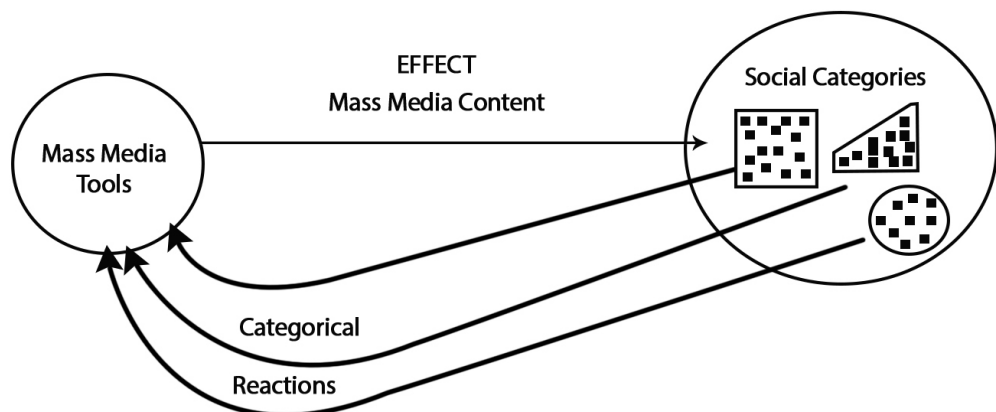 EFFECT
Mass Media Content
Social Categories
Mass Media
Tools
Categorical
Reactions